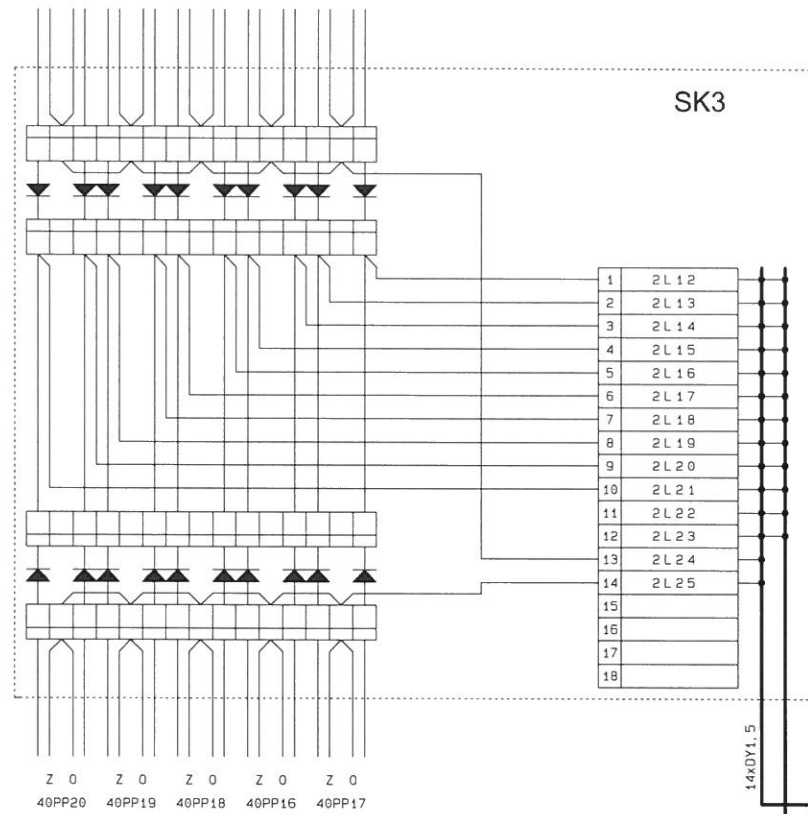 SK3
1 2L12
2 2L13
3 2L14
4 2L15
5 2L16
6 2L17
7 2L18
8 2L19
9 2L20
10 2L21
11 2L22
12 2L23
13 2L24
14 2L25
15
16
17
18
14xDY1,5
Z O Z O Z O Z O Z O
40PP20 40PP19 40PP18 40PP16 40PP17